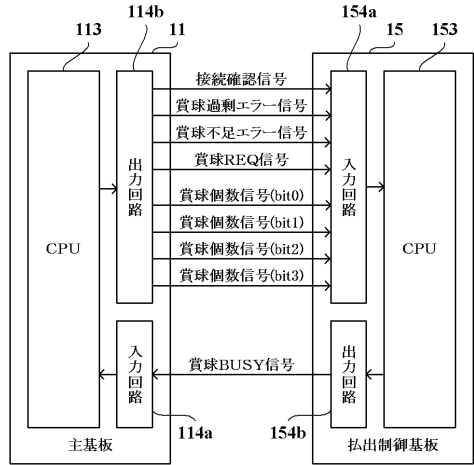 114b
154a
113
11
15
153
接続確認信号
賞球過剰エラー信号
賞球不足エラー信号
賞球REQ信号
賞球個数信号(bit0)
賞球個数信号(bit1)
賞球個数信号(bit2)
賞球個数信号(bit3)
CPU
出力回路
入力回路
CPU
入力回路
賞球BUSY信号
出力回路
114a
154b
主基板
払出制御基板